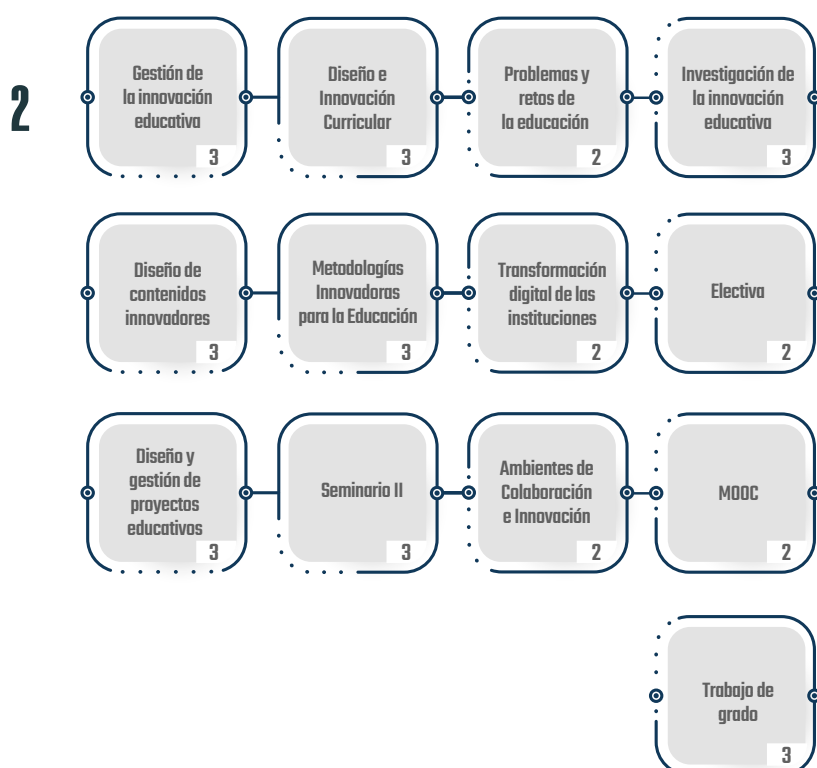 2
Gestión de
la innovación
educativa
3
Diseño e
Innovación
Curricular
3
Problemas y
retos de
la educación
2
Investigación de
la innovación
educativa
3
Diseño de
contenidos
innovadores
3
Metodologías
Innovadoras
para la Educación
3
Transformación
digital de las
instituciones
2
Electiva
2
Diseño y
gestión de
proyectos
educativos
3
Seminario II
3
Ambientes de
Colaboración
e Innovación
2
MOOC
2
Trabajo de
grado
3